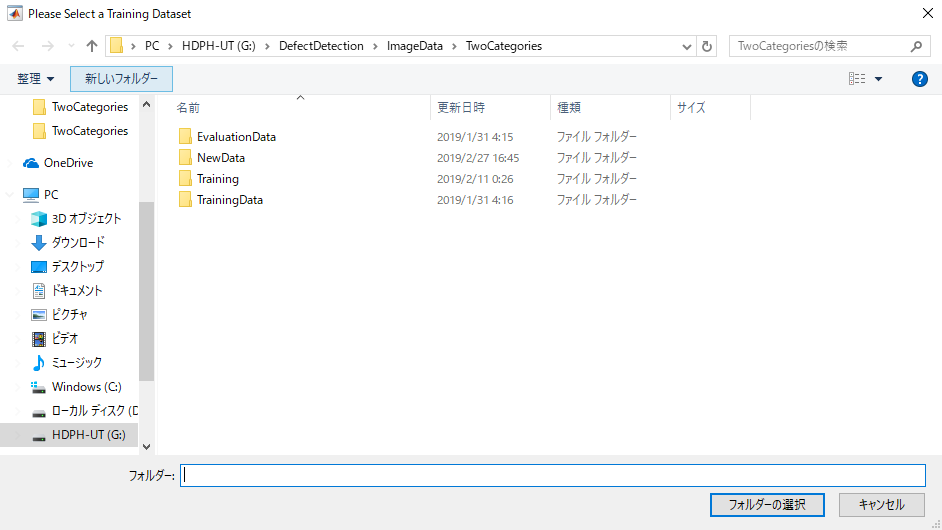 Please Select a Training Dataset
PC › HDPH-UT (G:) › DefectDetection › ImageData › TwoCategories
TwoCategoriesの検索
整理 新しいフォルダー
名前 更新日時 種類 サイズ
TwoCategories
TwoCategories
OneDrive
PC
3D オブジェクト
ダウンロード
デスクトップ
ドキュメント
ピクチャ
ビデオ
ミュージック
Windows (C:)
ローカル ディスク (D
HDPH-UT (G:)
EvaluationData 2019/1/31 4:15 ファイル フォルダー
NewData 2019/2/27 16:45 ファイル フォルダー
Training 2019/2/11 0:26 ファイル フォルダー
TrainingData 2019/1/31 4:16 ファイル フォルダー
フォルダー:
フォルダーの選択 キャンセル